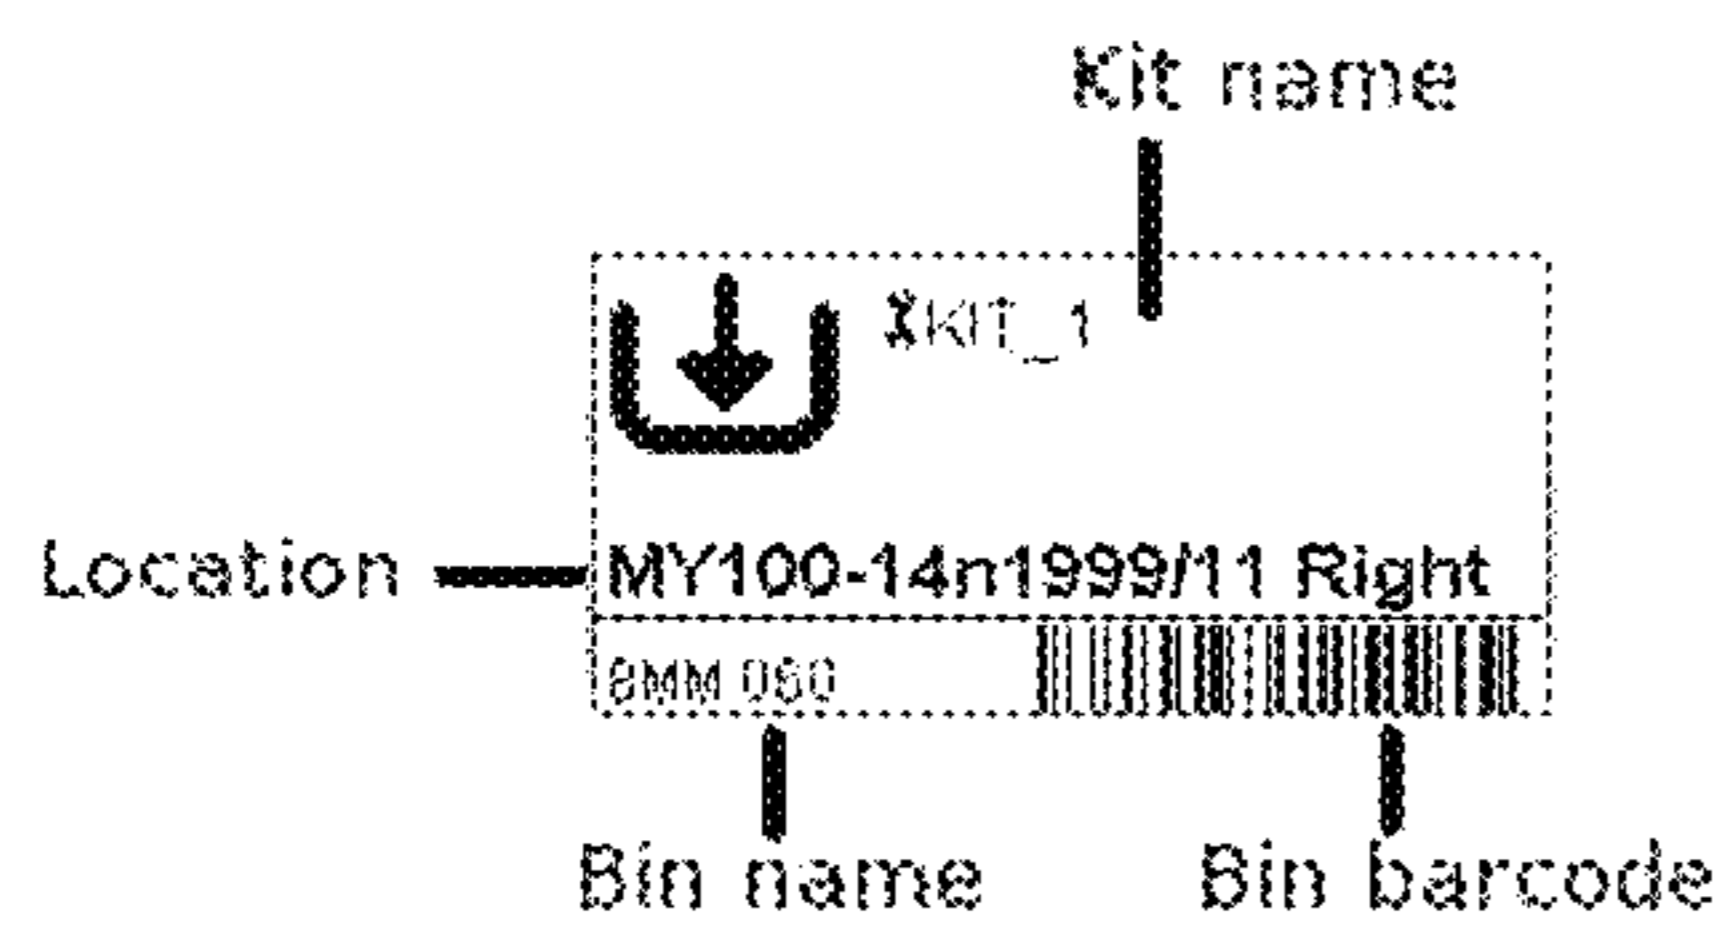 Kit name
KIT_1
Location
MY100-14n1999/11 Right
8MM 060
Bin name
Bin barcode